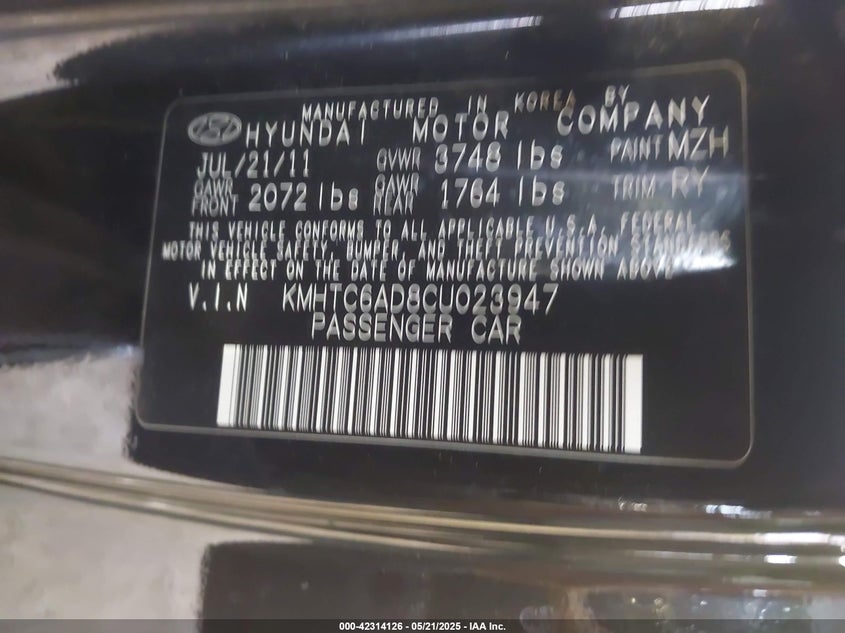 MANUFACTURED IN KOREA BY
HYUNDAI MOTOR COMPANY
JUL/21/11 GVWR 3748 lbs PAINT MZH
GAWR FRONT 2072 lbs GAWR REAR 1764 lbs TRIM RY
THIS VEHICLE CONFORMS TO ALL APPLICABLE U.S.A. FEDERAL
MOTOR VEHICLE SAFETY, BUMPER, AND THEFT PREVENTION STANDARDS
IN EFFECT ON THE DATE OF MANUFACTURE SHOWN ABOVE
V.I.N KMHTC6AD8CU023947
PASSENGER CAR
000-42314126 - 05/21/2025 - IAA Inc.